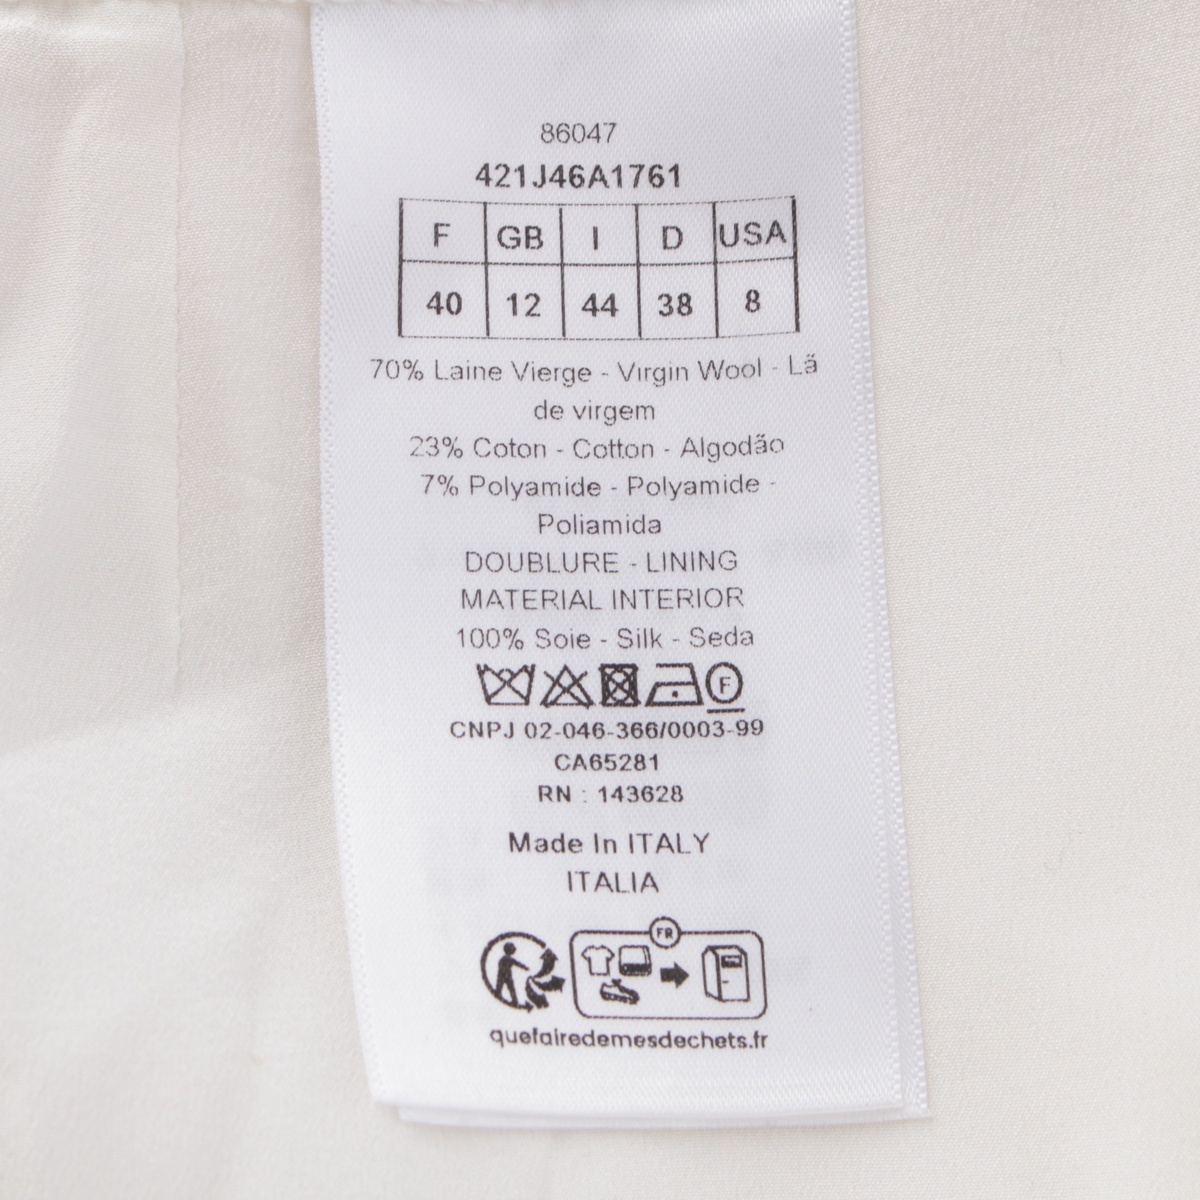 86047
421J46A1761
F GB I D USA
40 12 44 38 8
70% Laine Vierge - Virgin Wool - Lã
de virgem
23% Coton - Cotton - Algodão
7% Polyamide - Polyamide -
Poliamida
DOUBLURE - LINING
MATERIAL INTERIOR
100% Soie - Silk - Seda
F
CNPJ 02-046-366/0003-99
CA65281
RN : 143628
Made In ITALY
ITALIA
FR
quefairedemesdechets.fr